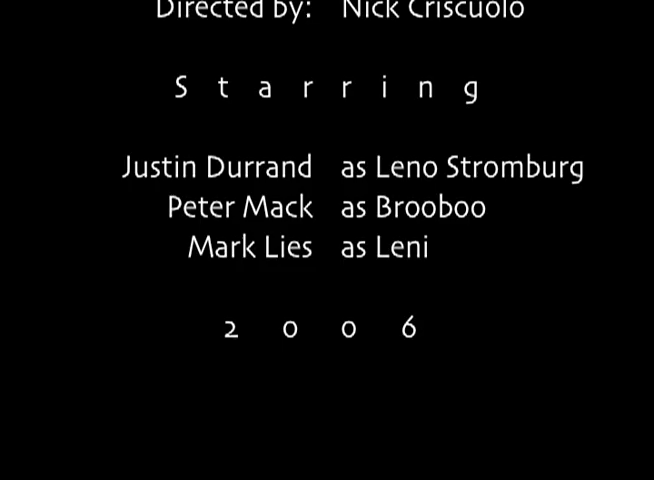 Directed by: Nick Criscuolo
S t a r r i n g
Justin Durrand as Leno Stromburg
Peter Mack as Brooboo
Mark Lies as Leni
2 0 0 6